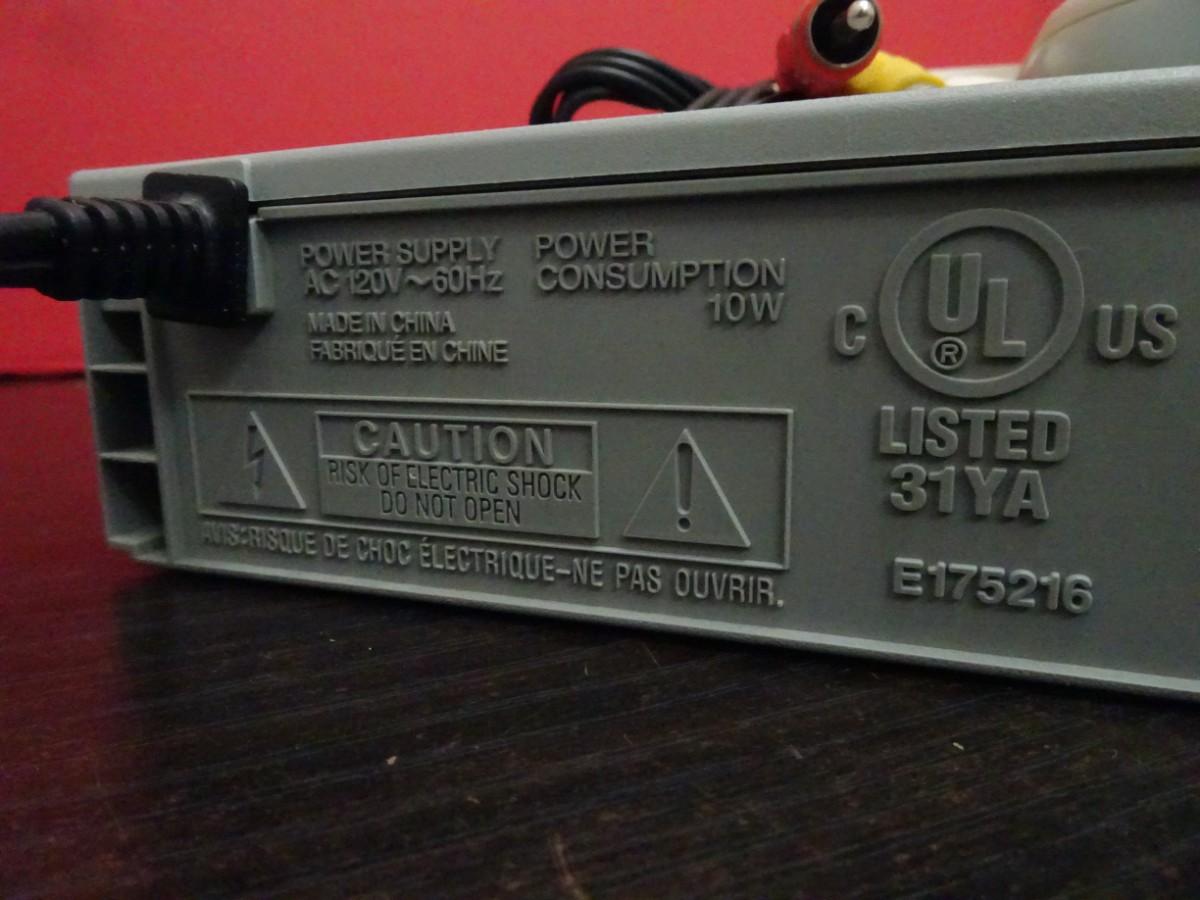 POWER SUPPLY
AC 120V~60Hz
POWER
CONSUMPTION
10W
MADE IN CHINA
FABRIQUÉ EN CHINE
CAUTION
RISK OF ELECTRIC SHOCK
DO NOT OPEN
AVIS:RISQUE DE CHOC ÉLECTRIQUE-NE PAS OUVRIR.
C UL® US
LISTED
31YA
E175216